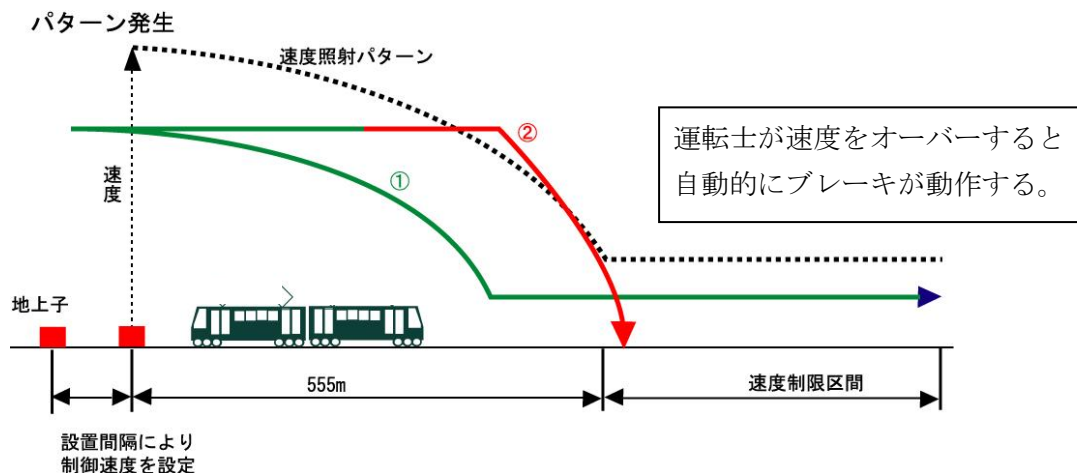 パターン発生
速度照射パターン
②
運転士が速度をオーバーすると
自動的にブレーキが動作する。
①
速度
地上子
555m
速度制限区間
設置間隔により
制御速度を設定